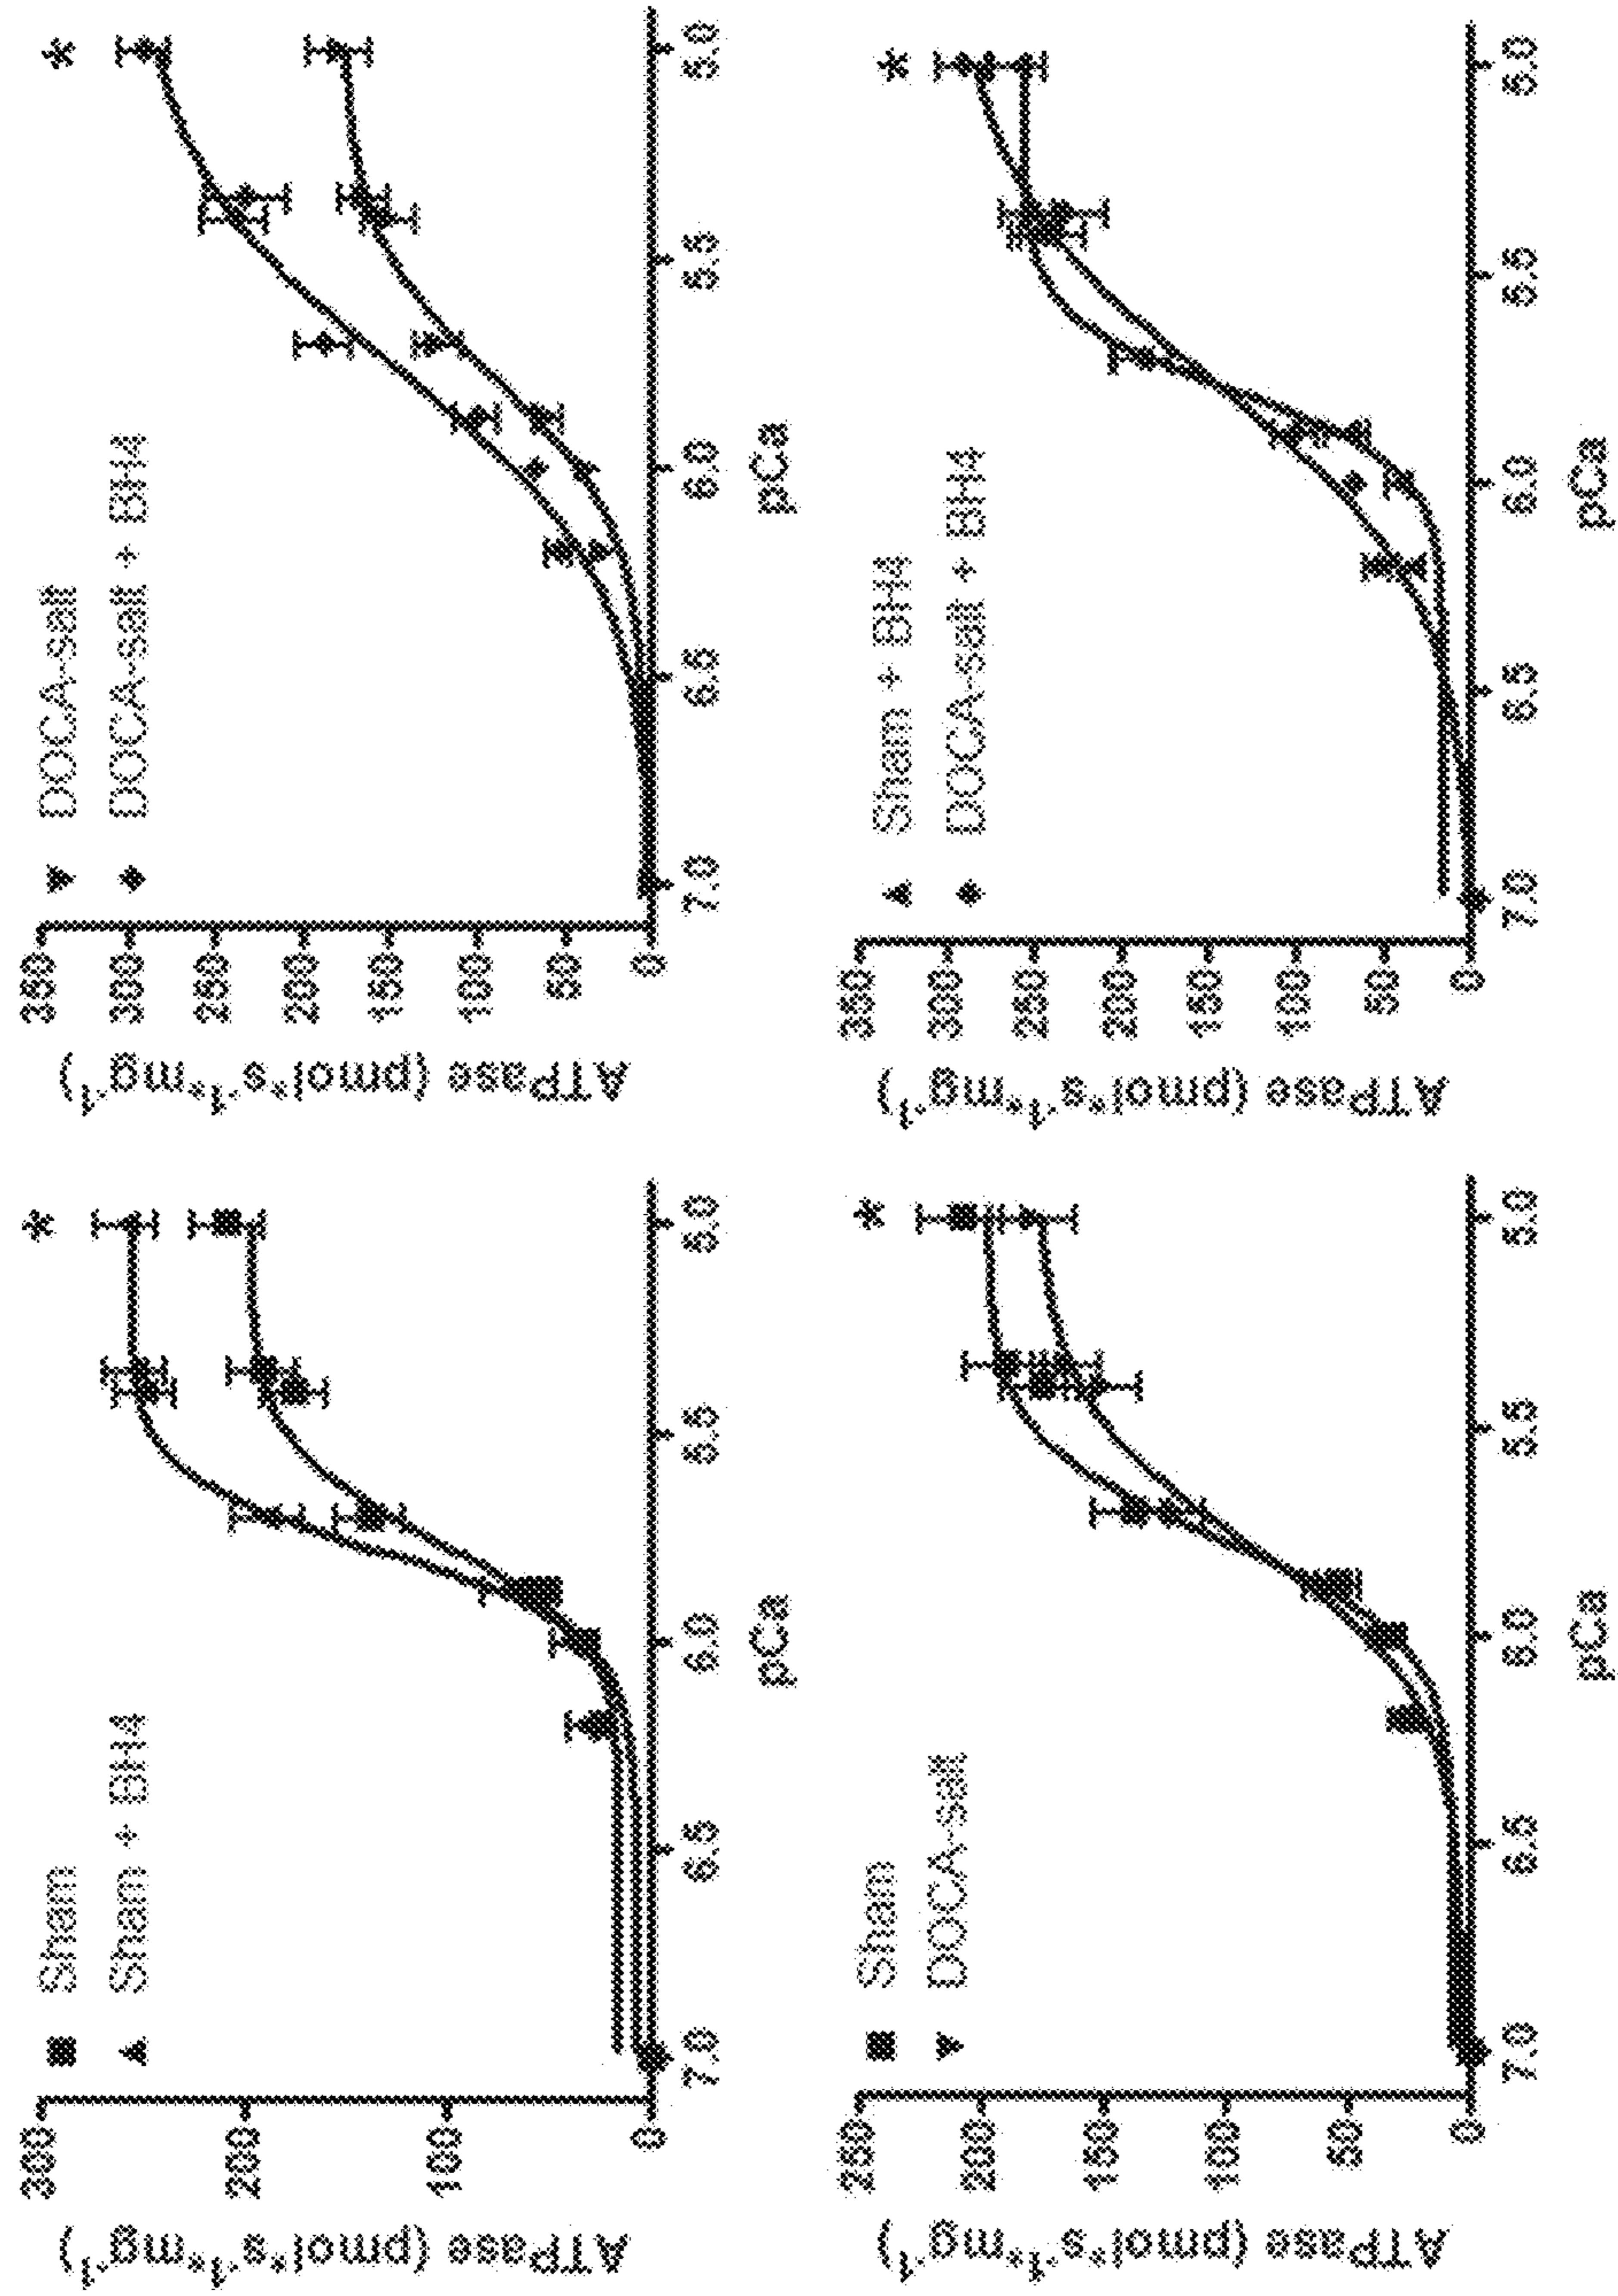 ATPase (pmol*s-1*mg-1)
300
200
100
0
Sham
Sham + BH4
*
7.0 6.5 6.0 5.5 5.0
pCa
ATPase (pmol*s-1*mg-1)
350
300
250
200
150
100
50
0
DOCA-salt
DOCA-salt + BH4
*
7.0 6.5 6.0 5.5 5.0
pCa
ATPase (pmol*s-1*mg-1)
250
200
150
100
50
0
Sham
DOCA-salt
*
7.0 6.5 6.0 5.5 5.0
pCa
ATPase (pmol*s-1*mg-1)
350
300
250
200
150
100
50
0
Sham + BH4
DOCA-salt + BH4
*
7.0 6.5 6.0 5.5 5.0
pCa